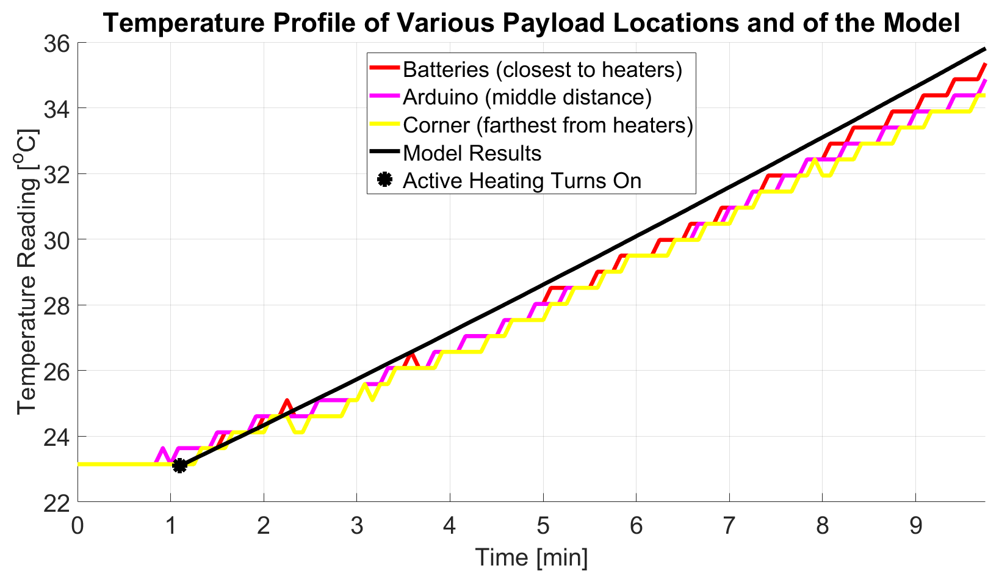 Temperature Profile of Various Payload Locations and of the Model
Temperature Reading [°C]
36
34
32
30
28
26
24
22
Batteries (closest to heaters)
Arduino (middle distance)
Corner (farthest from heaters)
Model Results
Active Heating Turns On
0 1 2 3 4 5 6 7 8 9
Time [min]